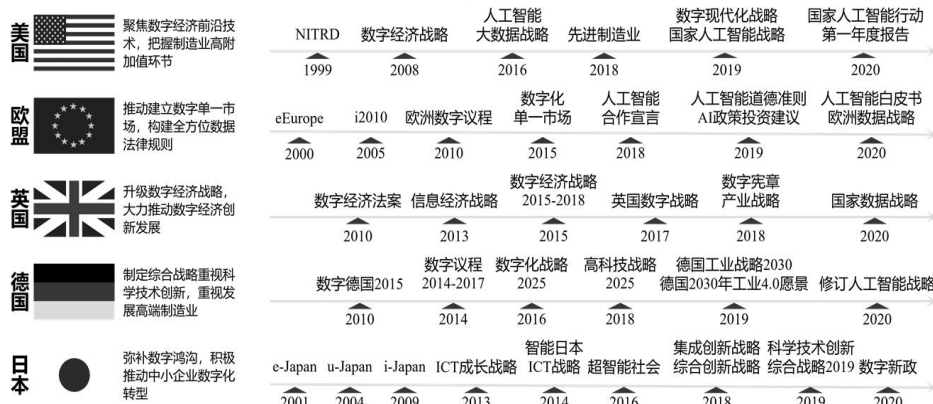 美国
聚焦数字经济前沿技
术，把握制造业高附
加值环节
NITRD
1999
数字经济战略
2008
人工智能
大数据战略
2016
先进制造业
2018
数字现代化战略
国家人工智能战略
2019
国家人工智能行动
第一年度报告
2020
欧盟
推动建立数字单一市
场，构建全方位数据
法律规则
eEurope
2000
i2010
2005
欧洲数字议程
2010
数字化
单一市场
2015
人工智能
合作宣言
2018
人工智能道德准则
AI政策投资建议
2019
人工智能白皮书
欧洲数据战略
2020
英国
升级数字经济战略，
大力推动数字经济创
新发展
数字经济法案
2010
信息经济战略
2013
数字经济战略
2015-2018
2015
英国数字战略
2017
数字宪章
产业战略
2018
国家数据战略
2020
德国
制定综合战略重视科
学技术创新，重视发
展高端制造业
数字德国2015
2010
数字议程
2014-2017
2014
数字化战略
2025
2016
高科技战略
2025
2018
德国工业战略2030
德国2030年工业4.0愿景
2019
修订人工智能战略
2020
日本
弥补数字鸿沟，积极
推动中小企业数字化
转型
e-Japan
2001
u-Japan
2004
i-Japan
2009
ICT成长战略
2013
智能日本
ICT战略
2014
超智能社会
2016
集成创新战略
综合创新战略
2018
科学技术创新
综合战略2019
2019
数字新政
2020